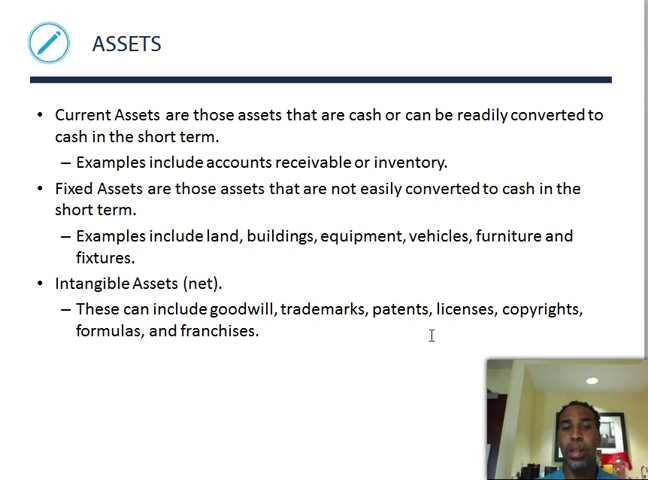 ASSETS
• Current Assets are those assets that are cash or can be readily converted to
cash in the short term.
– Examples include accounts receivable or inventory.
• Fixed Assets are those assets that are not easily converted to cash in the
short term.
– Examples include land, buildings, equipment, vehicles, furniture and
fixtures.
• Intangible Assets (net).
– These can include goodwill, trademarks, patents, licenses, copyrights,
formulas, and franchises.